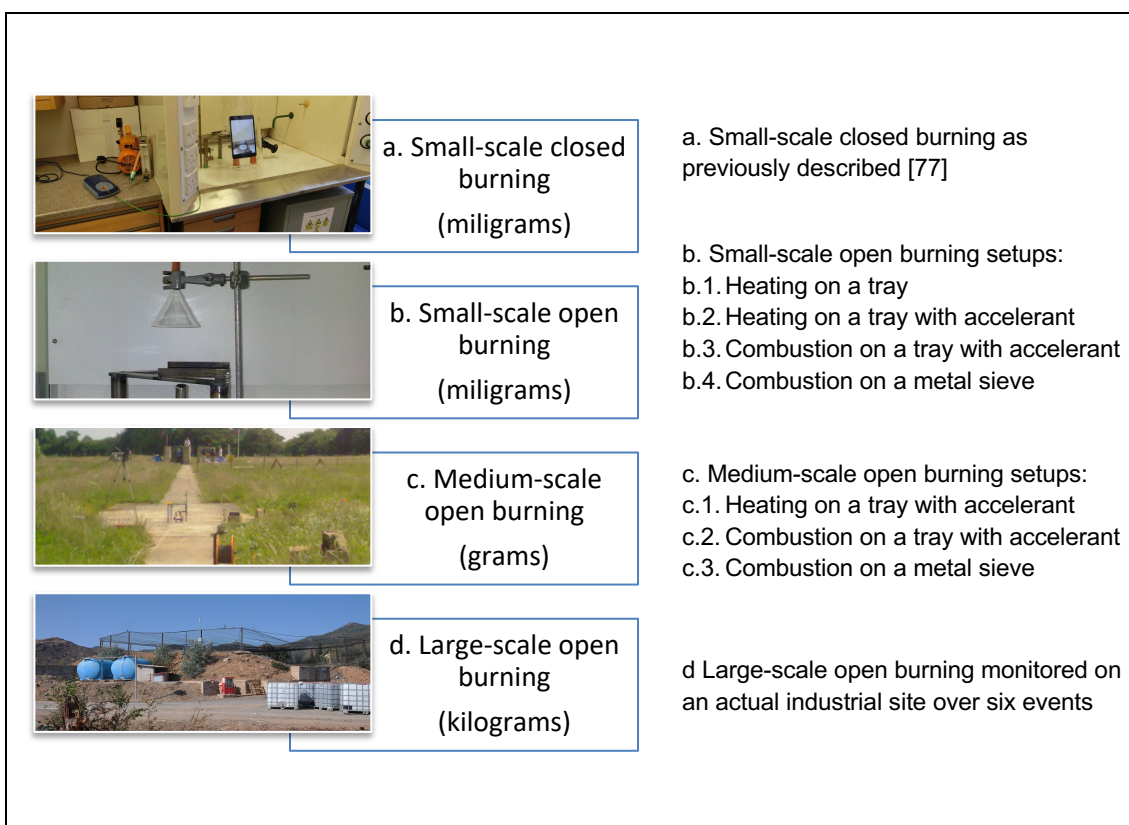 a. Small-scale closed
burning
(miligrams)
b. Small-scale open
burning
(miligrams)
c. Medium-scale
open burning
(grams)
d. Large-scale open
burning
(kilograms)
a. Small-scale closed burning as
previously described [77]
b. Small-scale open burning setups:
b.1. Heating on a tray
b.2. Heating on a tray with accelerant
b.3. Combustion on a tray with accelerant
b.4. Combustion on a metal sieve
c. Medium-scale open burning setups:
c.1. Heating on a tray with accelerant
c.2. Combustion on a tray with accelerant
c.3. Combustion on a metal sieve
d Large-scale open burning monitored on
an actual industrial site over six events